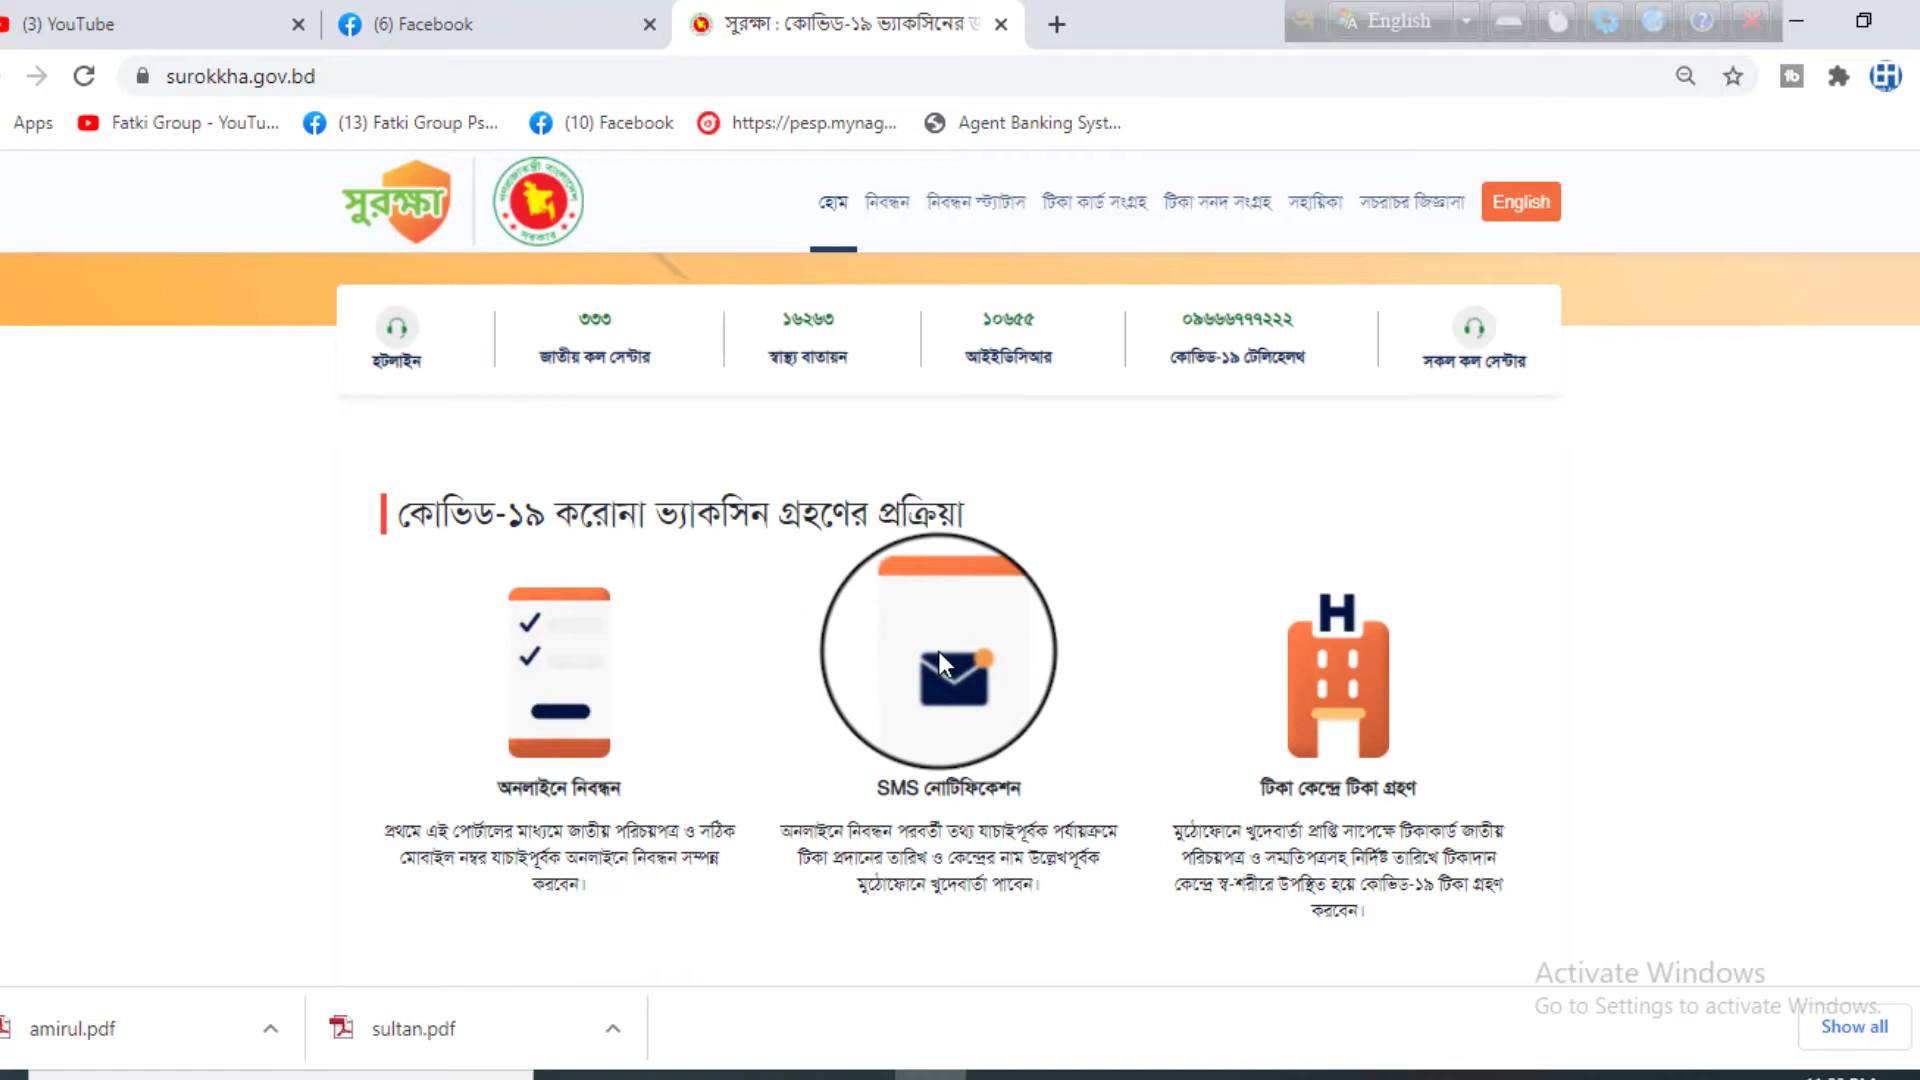 (3) YouTube
(6) Facebook
সুরক্ষা : কোভিড-১৯ ভ্যাকসিনের
English
surokkha.gov.bd
Apps
Fatki Group - YouTu...
(13) Fatki Group Ps...
(10) Facebook
https://pesp.mynag...
Agent Banking Syst...
সুরক্ষা
হোম
নিবন্ধন
নিবন্ধন স্ট্যাটাস
টিকা কার্ড সংগ্রহ
টিকা সনদ সংগ্রহ
সহায়িকা
সচরাচর জিজ্ঞাসা
English
হটলাইন
৩৩৩
জাতীয় কল সেন্টার
১৬২৬৩
স্বাস্থ্য বাতায়ন
১০৬৫৫
আইইডিসিআর
০৯৬৬৬৭৭৭২২২
কোভিড-১৯ টেলিহেলথ
সকল কল সেন্টার
কোভিড-১৯ করোনা ভ্যাকসিন গ্রহণের প্রক্রিয়া
H
অনলাইনে নিবন্ধন
প্রথমে এই পোর্টালের মাধ্যমে জাতীয় পরিচয়পত্র ও সঠিক
মোবাইল নম্বর যাচাইপূর্বক অনলাইনে নিবন্ধন সম্পন্ন
করবেন।
SMS নোটিফিকেশন
অনলাইনে নিবন্ধন পরবর্তী তথ্য যাচাইপূর্বক পর্যায়ক্রমে
টিকা প্রদানের তারিখ ও কেন্দ্রের নাম উল্লেখপূর্বক
মুঠোফোনে খুদেবার্তা পাবেন।
টিকা কেন্দ্রে টিকা গ্রহণ
মুঠোফোনে খুদেবার্তা প্রাপ্তি সাপেক্ষে টিকাকার্ড জাতীয়
পরিচয়পত্র ও সম্মতিপত্রসহ নির্দিষ্ট তারিখে টিকাদান
কেন্দ্রে স্ব-শরীরে উপস্থিত হয়ে কোভিড-১৯ টিকা গ্রহণ
করবেন।
Activate Windows
Go to Settings to activate Windows.
amirul.pdf
sultan.pdf
Show all